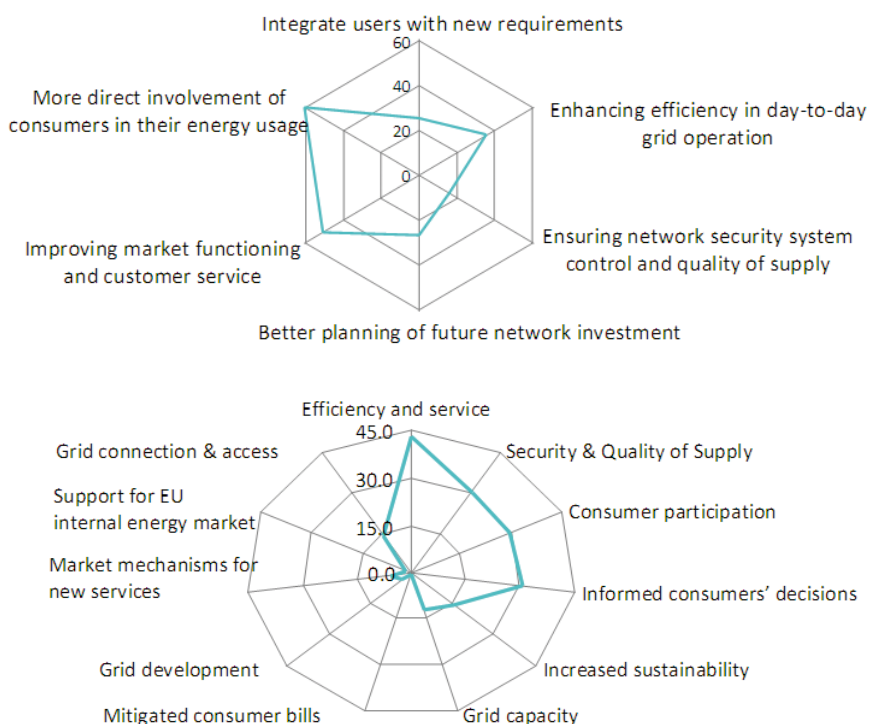 Integrate users with new requirements
60
More direct involvement of
consumers in their energy usage
40
Enhancing efficiency in day-to-day
grid operation
20
0
Improving market functioning
and customer service
Ensuring network security system
control and quality of supply
Better planning of future network investment
Efficiency and service
45.0
Grid connection & access
Security & Quality of Supply
30.0
Support for EU
internal energy market
Consumer participation
15.0
Market mechanisms for
new services
0.0
Informed consumers’ decisions
Grid development
Increased sustainability
Mitigated consumer bills
Grid capacity